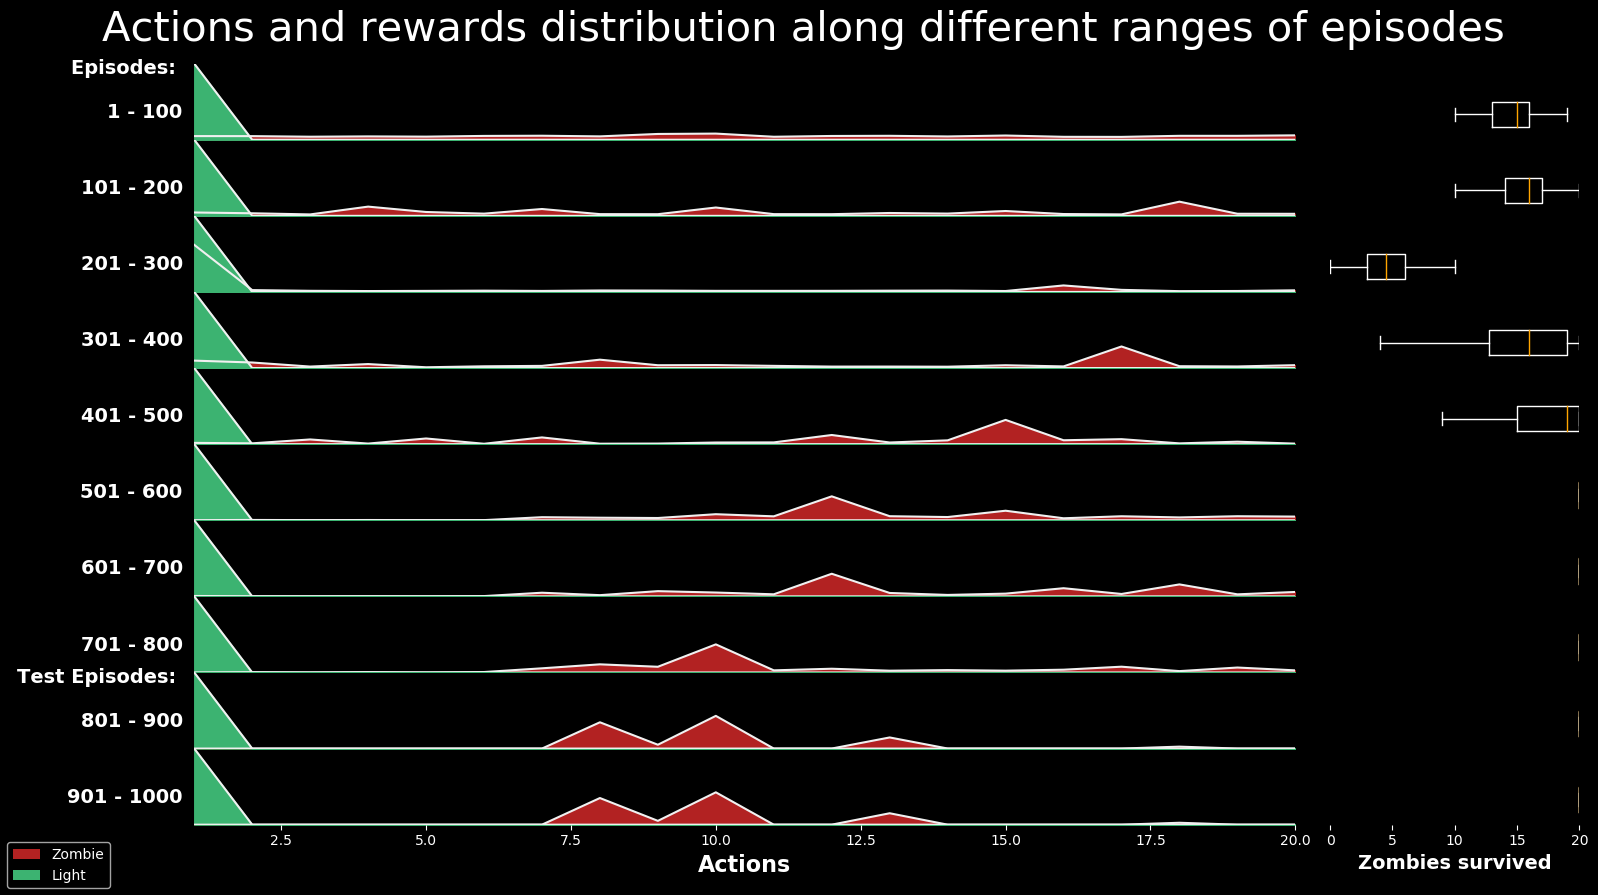 Actions and rewards distribution along different ranges of episodes
Episodes:
1 - 100
101 - 200
201 - 300
301 - 400
401 - 500
501 - 600
601 - 700
701 - 800
Test Episodes:
801 - 900
901 - 1000
2.5 5.0 7.5 10.0 12.5 15.0 17.5 20.0 0 5 10 15 20
Actions
Zombies survived
Zombie
Light